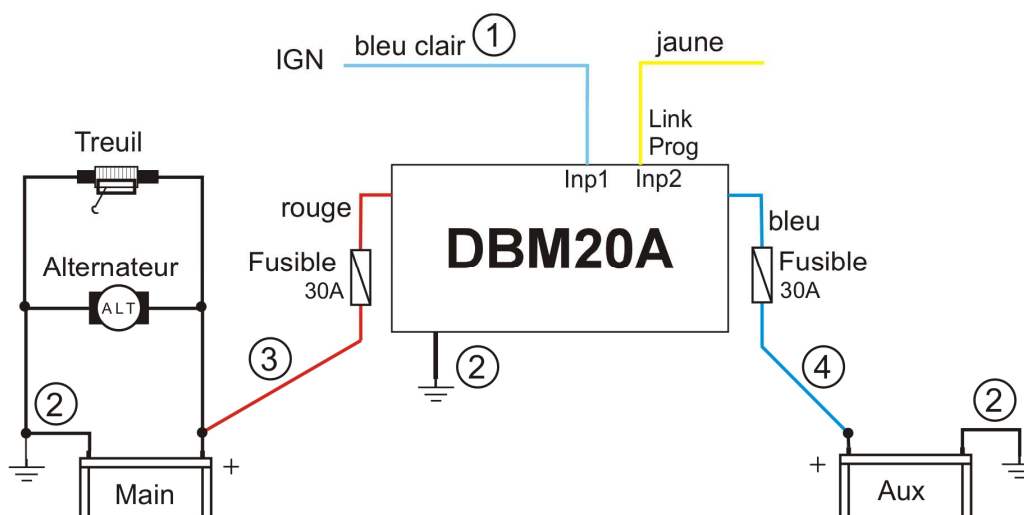 IGN
bleu clair
1
jaune
Link
Prog
Treuil
Inp1
Inp2
rouge
DBM20A
bleu
Alternateur
ALT
Fusible
30A
Fusible
30A
3
2
4
2
2
+
Main
+
Aux